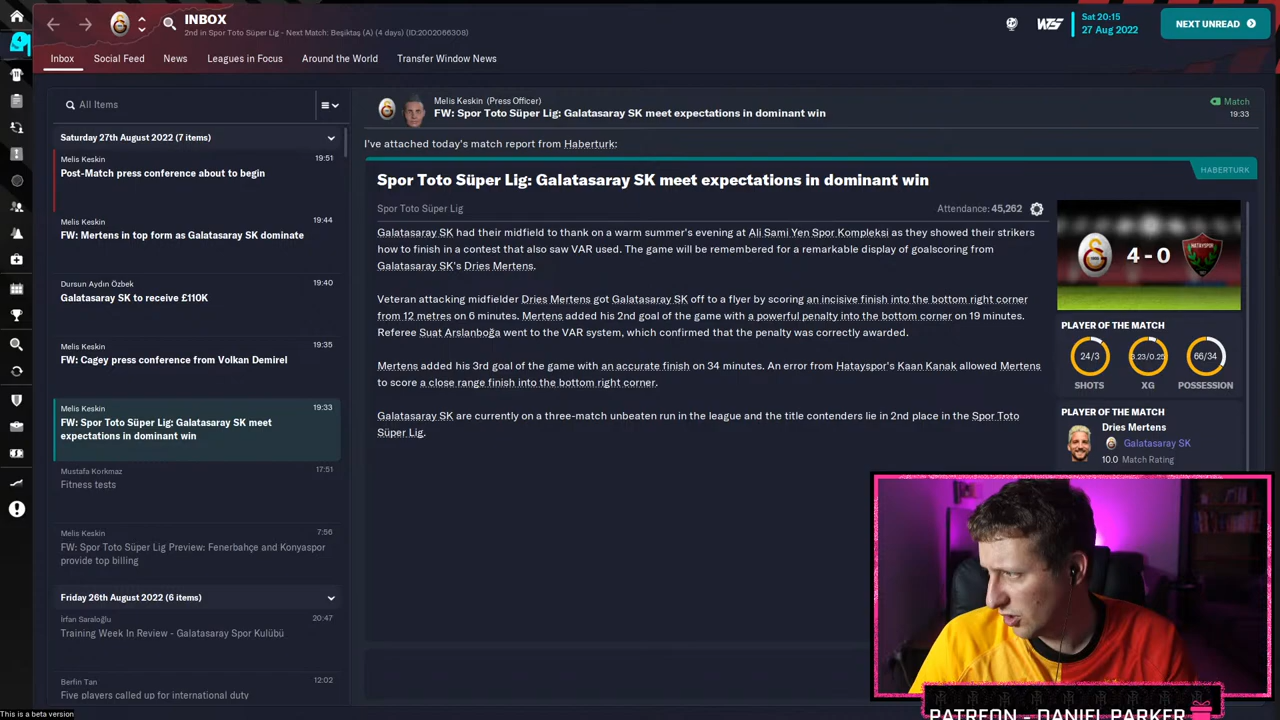 INBOX
2nd in Spor Toto Süper Lig - Next Match: Beşiktaş (A) (4 days) (ID:2002066308)
Sat 20:15
27 Aug 2022
NEXT UNREAD
Inbox
Social Feed
News
Leagues in Focus
Around the World
Transfer Window News
All Items
Saturday 27th August 2022 (7 items)
Melis Keskin
19:51
Post-Match press conference about to begin
Melis Keskin
19:44
FW: Mertens in top form as Galatasaray SK dominate
Dursun Aydın Özbek
19:40
Galatasaray SK to receive £110K
Melis Keskin
19:35
FW: Cagey press conference from Volkan Demirel
Melis Keskin
19:33
FW: Spor Toto Süper Lig: Galatasaray SK meet
expectations in dominant win
Mustafa Korkmaz
17:51
Fitness tests
Melis Keskin
7:56
FW: Spor Toto Süper Lig Preview: Fenerbahçe and Konyaspor
provide top billing
Friday 26th August 2022 (6 items)
İrfan Saraloğlu
20:47
Training Week In Review - Galatasaray Spor Kulübü
Berfin Tan
12:02
Five players called up for international duty
Melis Keskin (Press Officer)
FW: Spor Toto Süper Lig: Galatasaray SK meet expectations in dominant win
Match
19:33
I've attached today's match report from Haberturk:
HABERTURK
Spor Toto Süper Lig: Galatasaray SK meet expectations in dominant win
Spor Toto Süper Lig
Attendance: 45,262
Galatasaray SK had their midfield to thank on a warm summer's evening at Ali Sami Yen Spor Kompleksi as they showed their strikers
how to finish in a contest that also saw VAR used. The game will be remembered for a remarkable display of goalscoring from
Galatasaray SK's Dries Mertens.
Veteran attacking midfielder Dries Mertens got Galatasaray SK off to a flyer by scoring an incisive finish into the bottom right corner
from 12 metres on 6 minutes. Mertens added his 2nd goal of the game with a powerful penalty into the bottom corner on 19 minutes.
Referee Suat Arslanboğa went to the VAR system, which confirmed that the penalty was correctly awarded.
Mertens added his 3rd goal of the game with an accurate finish on 34 minutes. An error from Hatayspor's Kaan Kanak allowed Mertens
to score a close range finish into the bottom right corner.
Galatasaray SK are currently on a three-match unbeaten run in the league and the title contenders lie in 2nd place in the Spor Toto
Süper Lig.
4 - 0
PLAYER OF THE MATCH
24/3
3.23/0.25
66/34
SHOTS
XG
POSSESSION
PLAYER OF THE MATCH
Dries Mertens
Galatasaray SK
10.0 Match Rating
PATREON - DANIEL PARKER
This is a beta version